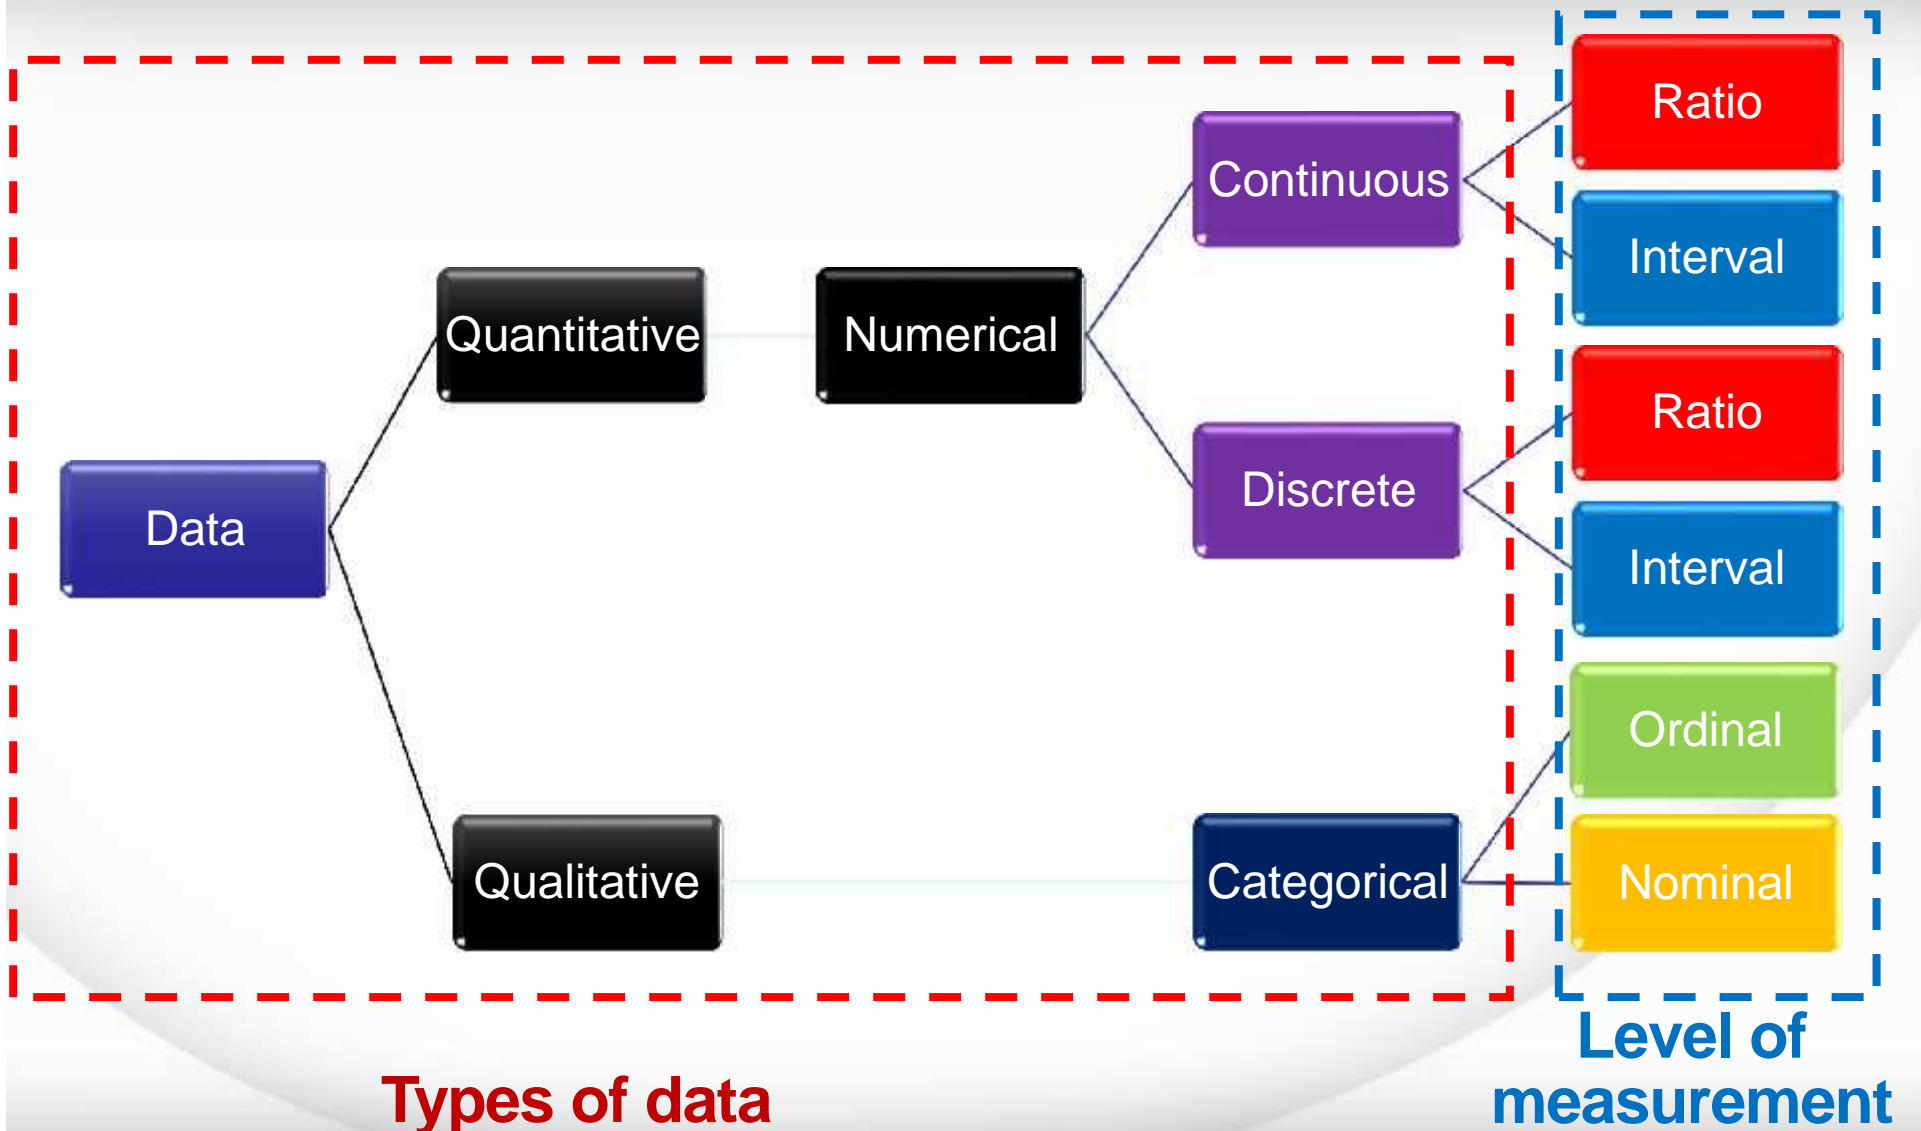 Ratio
Continuous
Interval
Quantitative
Numerical
Ratio
Discrete
Data
Interval
Ordinal
Qualitative
Categorical
Nominal
Types of data
Level of
measurement